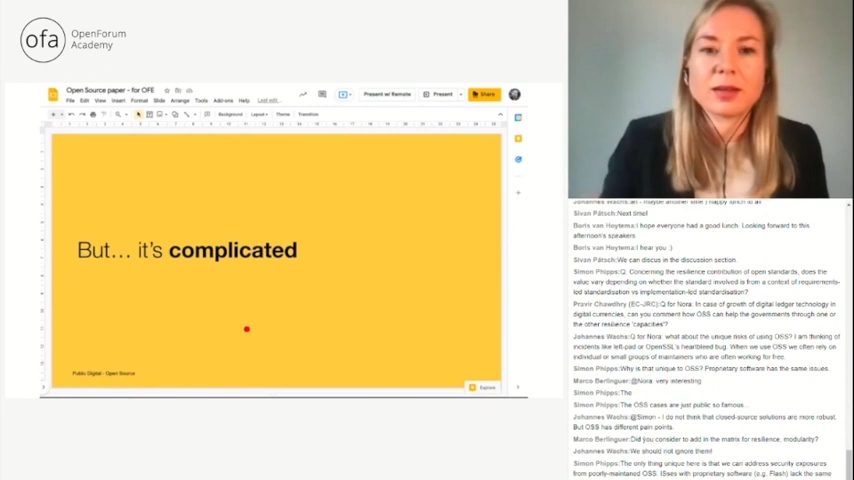 ofa
OpenForum
Academy
Open Source paper - for OFE
File Edit View Insert Format Slide Arrange Tools Add-ons Help Last edit...
Present w/ Remote
Present
Share
Background Layout Theme Transition
But... it's complicated
Public Digital - Open Source
Explore
Sivan Pätsch:Next time!
Boris van Hoytema:I hope everyone had a good lunch. Looking forward to this
afternoon's speakers
Boris van Hoytema:I hear you :)
Sivan Pätsch:We can discus in the discussion section.
Simon Phipps:Q: Concerning the resilience contribution of open standards, does the
value vary depending on whether the standard involved is from a context of requirements-
led standardisation vs implementation-led standardisation?
Pravir Chawdhry (EC-JRC):Q for Nora: In case of growth of digital ledger technology in
digital currencies, can you comment how OSS can help the governments through one or
the other resilience 'capacities'?
Johannes Wachs:Q for Nora: what about the unique risks of using OSS? I am thinking of
incidents like left-pad or OpenSSL's heartbleed bug. When we use OSS we often rely on
individual or small groups of maintainers who are often working for free.
Simon Phipps:Why is that unique to OSS? Proprietary software has the same issues.
Marco Berlinguer:@Nora: very interesting
Simon Phipps:The
Simon Phipps:The OSS cases are just public so famous...
Johannes Wachs:@Simon - I do not think that closed-source solutions are more robust.
But OSS has different pain points.
Marco Berlinguer:Did you consider to add in the matrix for resilience, modularity?
Johannes Wachs:We should not ignore them!
Simon Phipps:The only thing unique here is that we can address security exposures
from poorly-maintaned OSS. ISses with proprietary software (e.g. Flash) lack the same